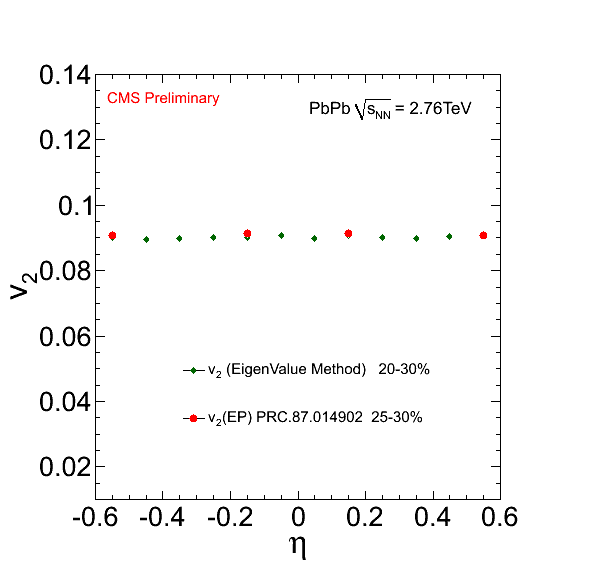 0.14
CMS Preliminary
PbPb √sNN = 2.76TeV
0.12
0.1
0.08
v2
0.06
v2 (EigenValue Method) 20-30%
0.04
v2(EP) PRC.87.014902 25-30%
0.02
-0.6 -0.4 -0.2 0 0.2 0.4 0.6
η